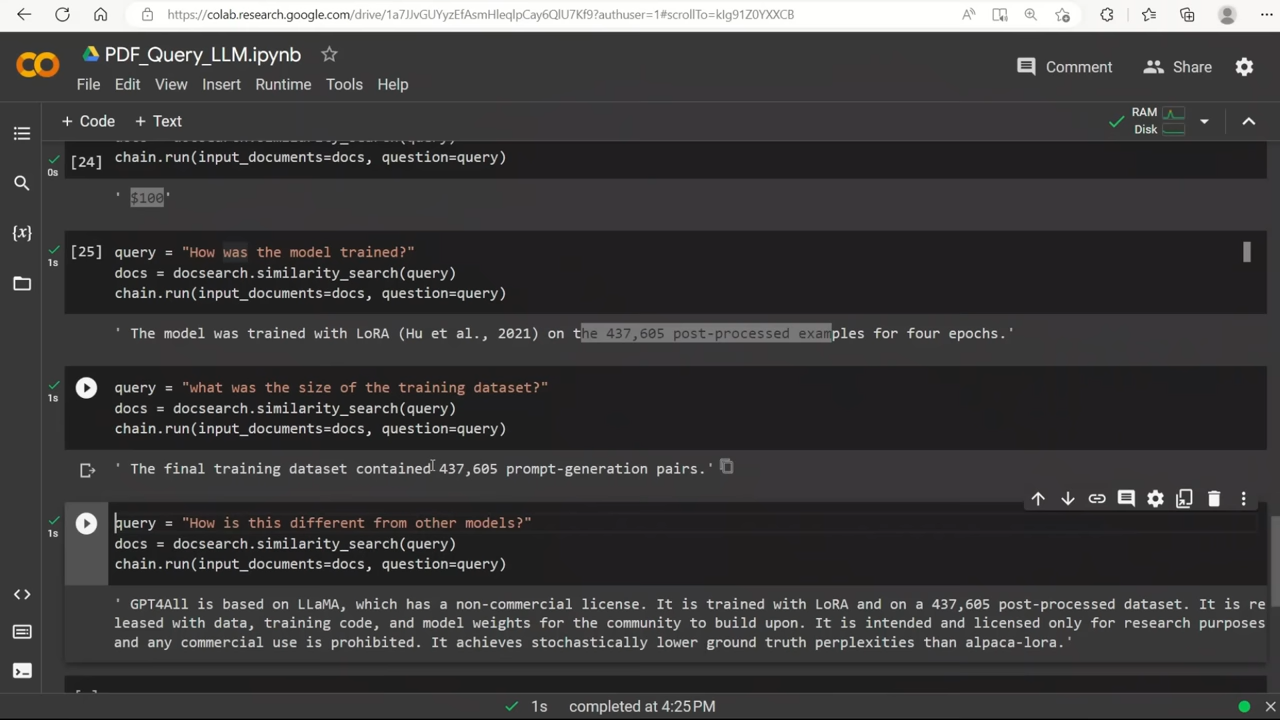 https://colab.research.google.com/drive/1a7JJvGUYyzEfAsmHleqlpCay6QlU7Kf9?authuser=1#scrollTo=kIg91Z0YXXCB
PDF_Query_LLM.ipynb
File Edit View Insert Runtime Tools Help
Comment Share
+ Code + Text
RAM
Disk
[24] chain.run(input_documents=docs, question=query)
0s
' $100'
[25] query = "How was the model trained?"
1s docs = docsearch.similarity_search(query)
chain.run(input_documents=docs, question=query)
' The model was trained with LoRA (Hu et al., 2021) on the 437,605 post-processed examples for four epochs.'
query = "what was the size of the training dataset?"
1s docs = docsearch.similarity_search(query)
chain.run(input_documents=docs, question=query)
' The final training dataset contained 437,605 prompt-generation pairs.'
query = "How is this different from other models?"
1s docs = docsearch.similarity_search(query)
chain.run(input_documents=docs, question=query)
' GPT4All is based on LLaMA, which has a non-commercial license. It is trained with LoRA and on a 437,605 post-processed dataset. It is re
leased with data, training code, and model weights for the community to build upon. It is intended and licensed only for research purposes
and any commercial use is prohibited. It achieves stochastically lower ground truth perplexities than alpaca-lora.'
1s completed at 4:25PM